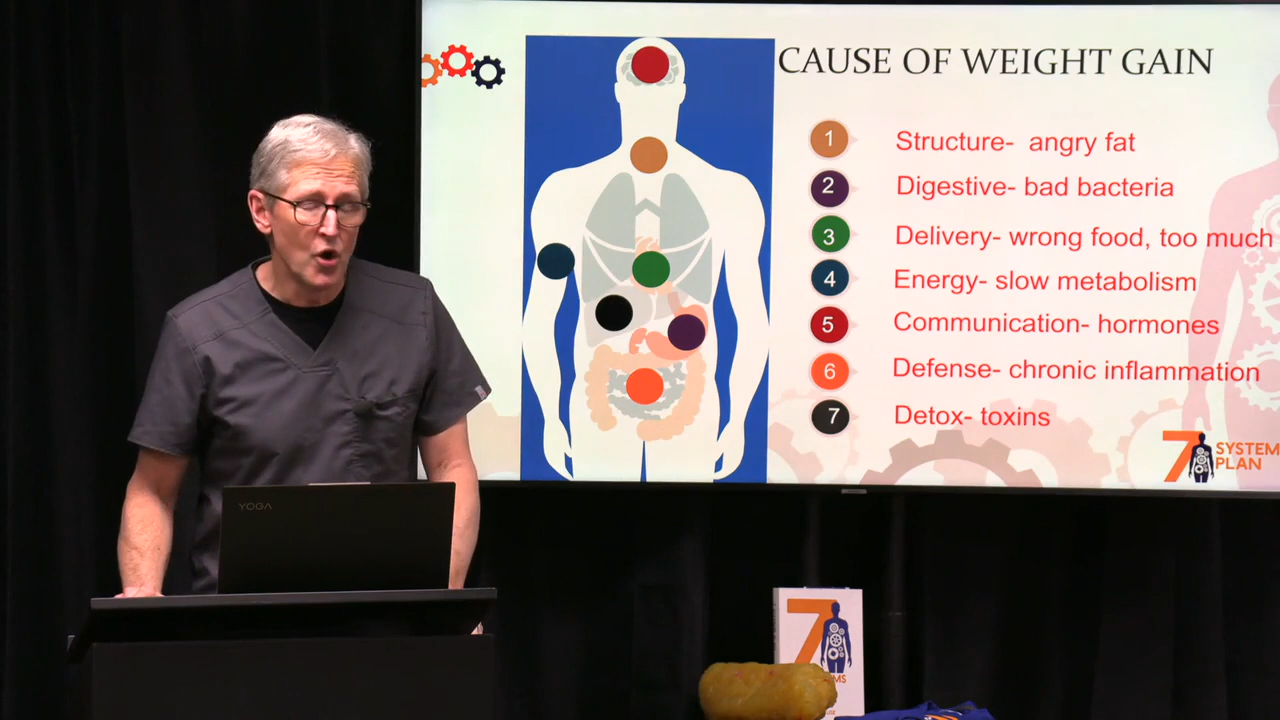 CAUSE OF WEIGHT GAIN
1 Structure- angry fat
2 Digestive- bad bacteria
3 Delivery- wrong food, too much
4 Energy- slow metabolism
5 Communication- hormones
6 Defense- chronic inflammation
7 Detox- toxins
7 SYSTEM
PLAN
YOGA
7